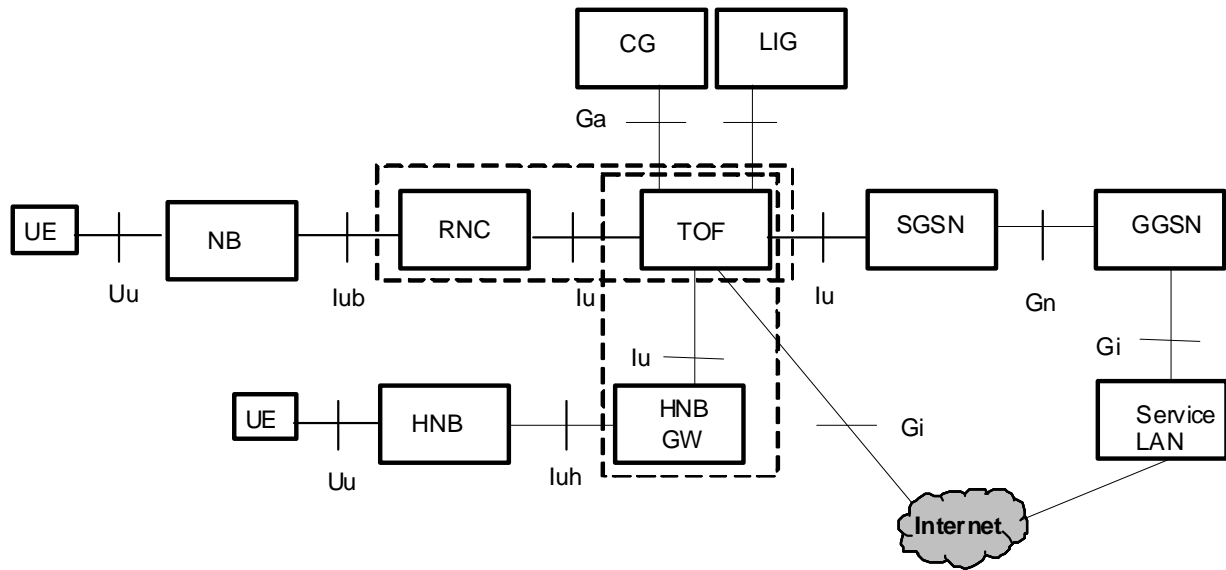 CG
LIG
Ga
UE
NB
RNC
TOF
SGSN
GGSN
Uu
Iub
Iu
Iu
Gn
Gi
Iu
UE
HNB
HNB
GW
Gi
Service
LAN
Uu
Iuh
Internet